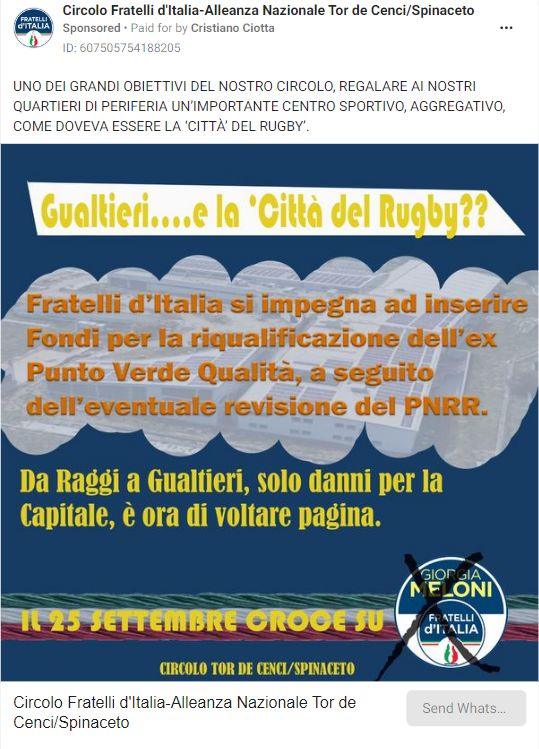 Circolo Fratelli d'Italia-Alleanza Nazionale Tor de Cenci/Spinaceto
Sponsored • Paid for by Cristiano Ciotta
ID: 607505754188205
FRATELLI
d'ITALIA
UNO DEI GRANDI OBIETTIVI DEL NOSTRO CIRCOLO, REGALARE AI NOSTRI
QUARTIERI DI PERIFERIA UN'IMPORTANTE CENTRO SPORTIVO, AGGREGATIVO,
COME DOVEVA ESSERE LA 'CITTÀ' DEL RUGBY'.
Gualtieri....e la 'Città del Rugby??
Fratelli d'Italia si impegna ad inserire
Fondi per la riqualificazione dell'ex
Punto Verde Qualità, a seguito
dell'eventuale revisione del PNRR.
Da Raggi a Gualtieri, solo danni per la
Capitale, è ora di voltare pagina.
IL 25 SETTEMBRE CROCE SU
GIORGIA
MELONI
FRATELLI
d'ITALIA
CIRCOLO TOR DE CENCI/SPINACETO
Circolo Fratelli d'Italia-Alleanza Nazionale Tor de
Cenci/Spinaceto
Send Whats...